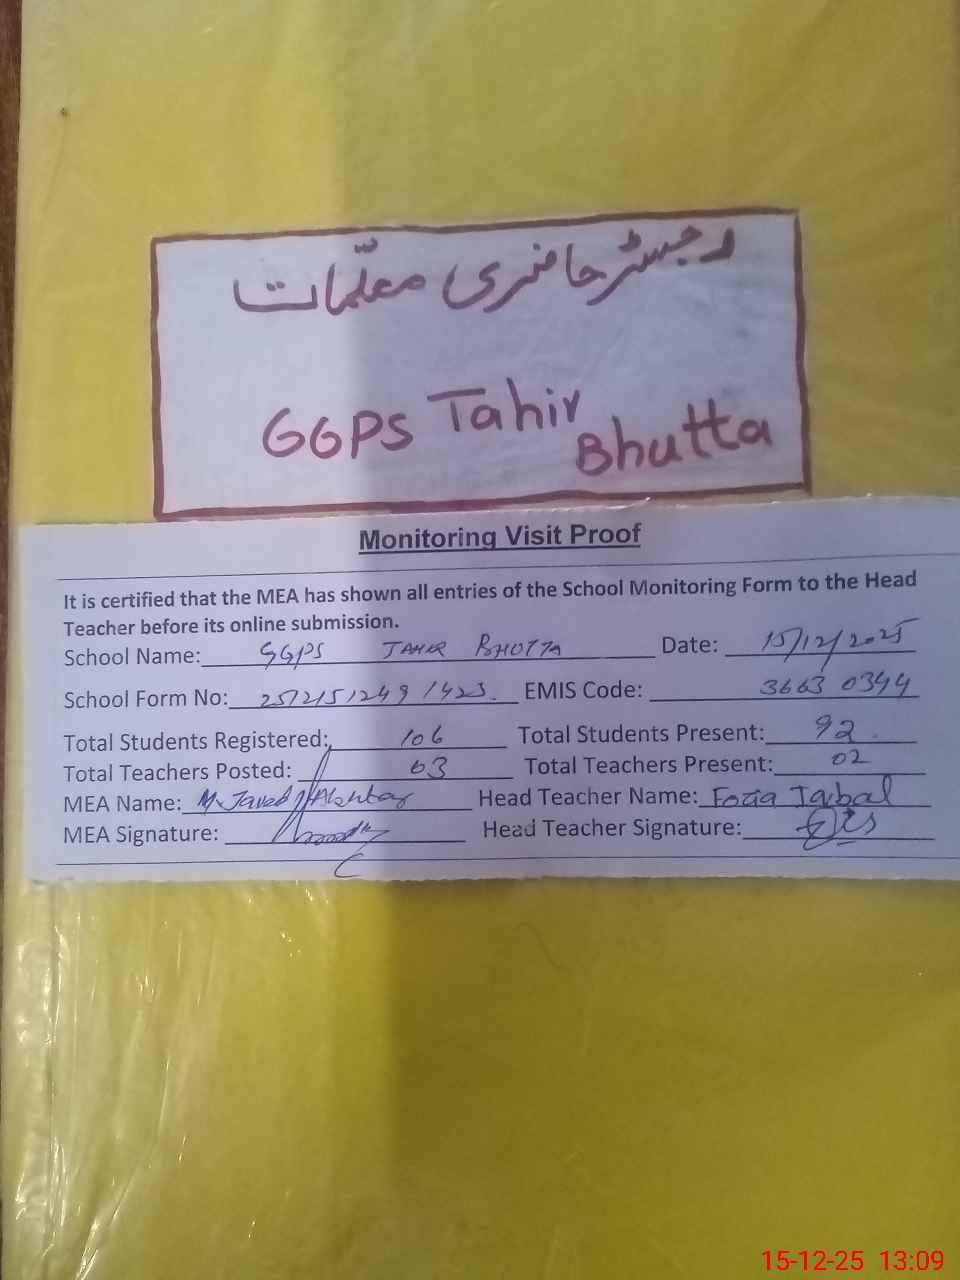 رجسٹر حاضری معلّمات
GGPS Tahir
Bhutta
Monitoring Visit Proof
It is certified that the MEA has shown all entries of the School Monitoring Form to the Head
Teacher before its online submission.
School Name: GGPS TAHIR BHUTTA Date: 15/12/2025
School Form No: EMIS Code: 3663 0344
Total Students Registered: 106 Total Students Present: 92
Total Teachers Posted: 03 Total Teachers Present: 02
MEA Name: M. Javed Akhtar Head Teacher Name: Fozia Iqbal
MEA Signature: Head Teacher Signature:
15-12-25 13:09